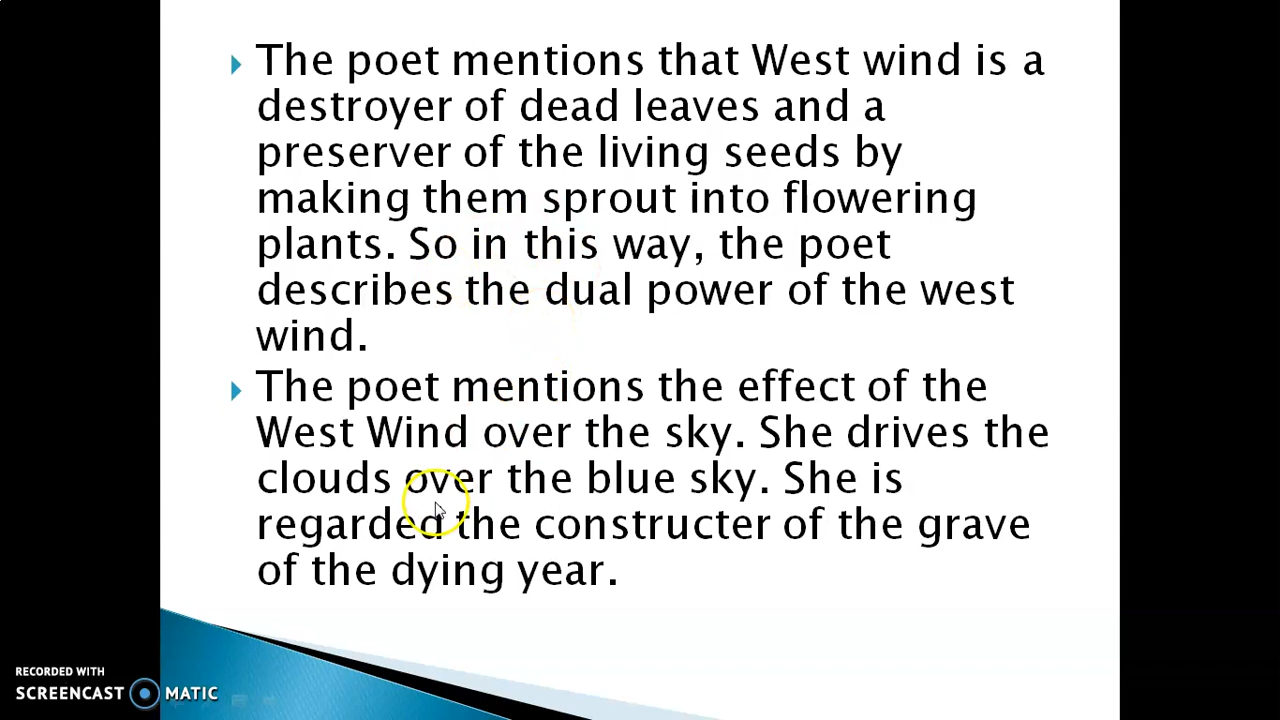 The poet mentions that West wind is a
destroyer of dead leaves and a
preserver of the living seeds by
making them sprout into flowering
plants. So in this way, the poet
describes the dual power of the west
wind.
The poet mentions the effect of the
West Wind over the sky. She drives the
clouds over the blue sky. She is
regarded the constructer of the grave
of the dying year.
RECORDED WITH
SCREENCAST MATIC